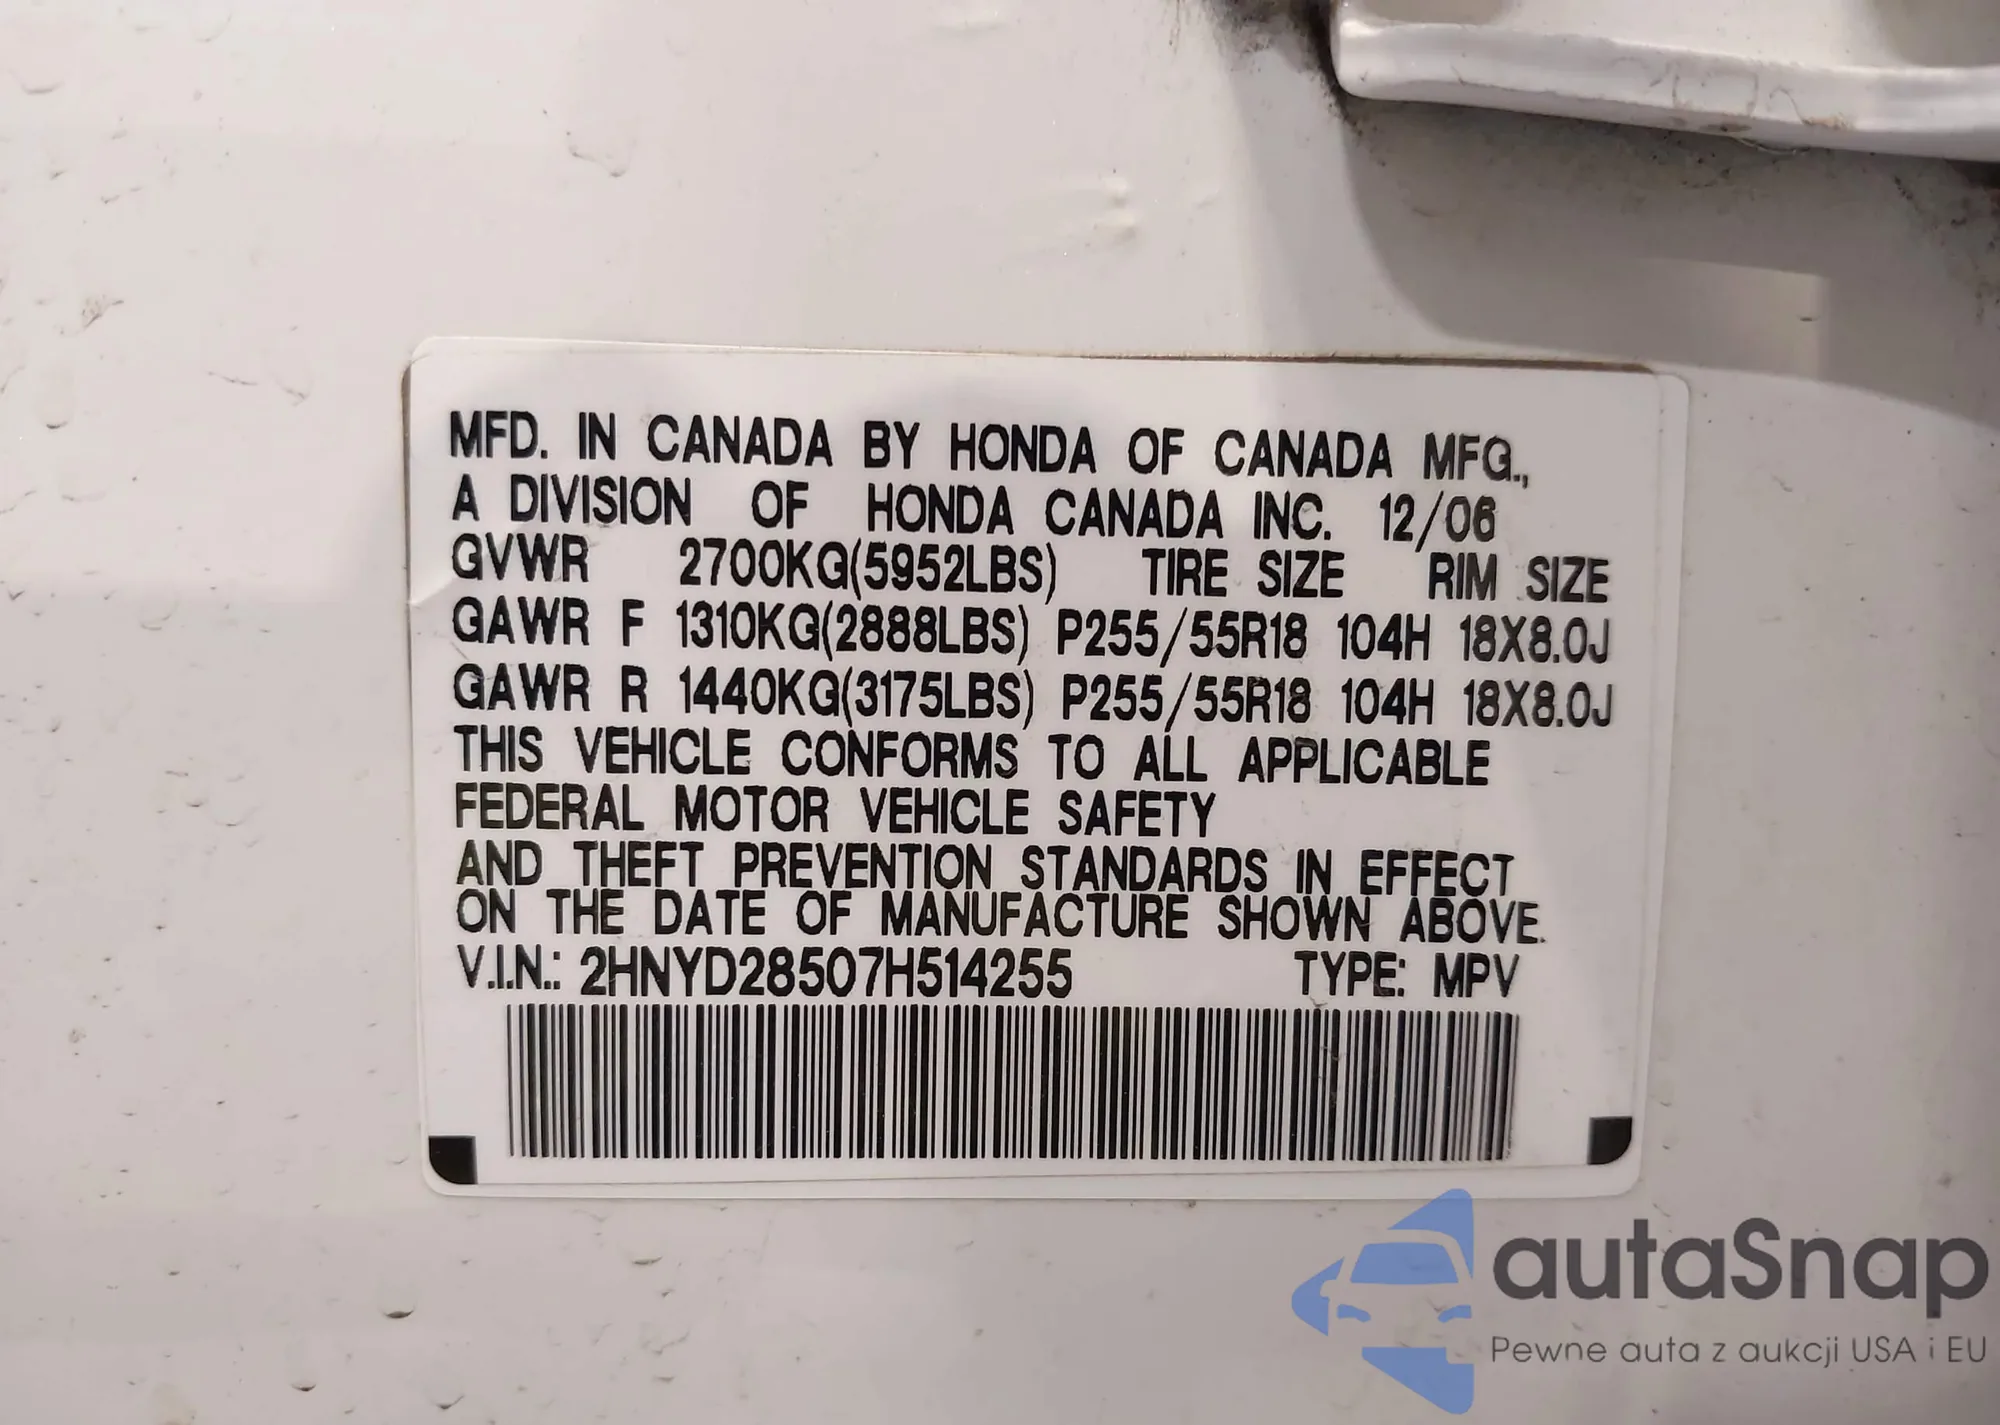 MFD. IN CANADA BY HONDA OF CANADA MFG.,
A DIVISION OF HONDA CANADA INC. 12/06
GVWR 2700KG(5952LBS) TIRE SIZE RIM SIZE
GAWR F 1310KG(2888LBS) P255/55R18 104H 18X8.0J
GAWR R 1440KG(3175LBS) P255/55R18 104H 18X8.0J
THIS VEHICLE CONFORMS TO ALL APPLICABLE
FEDERAL MOTOR VEHICLE SAFETY
AND THEFT PREVENTION STANDARDS IN EFFECT
ON THE DATE OF MANUFACTURE SHOWN ABOVE.
V.I.N.: 2HNYD28507H514255 TYPE: MPV
autaSnap
Pewne auta z aukcji USA i EU